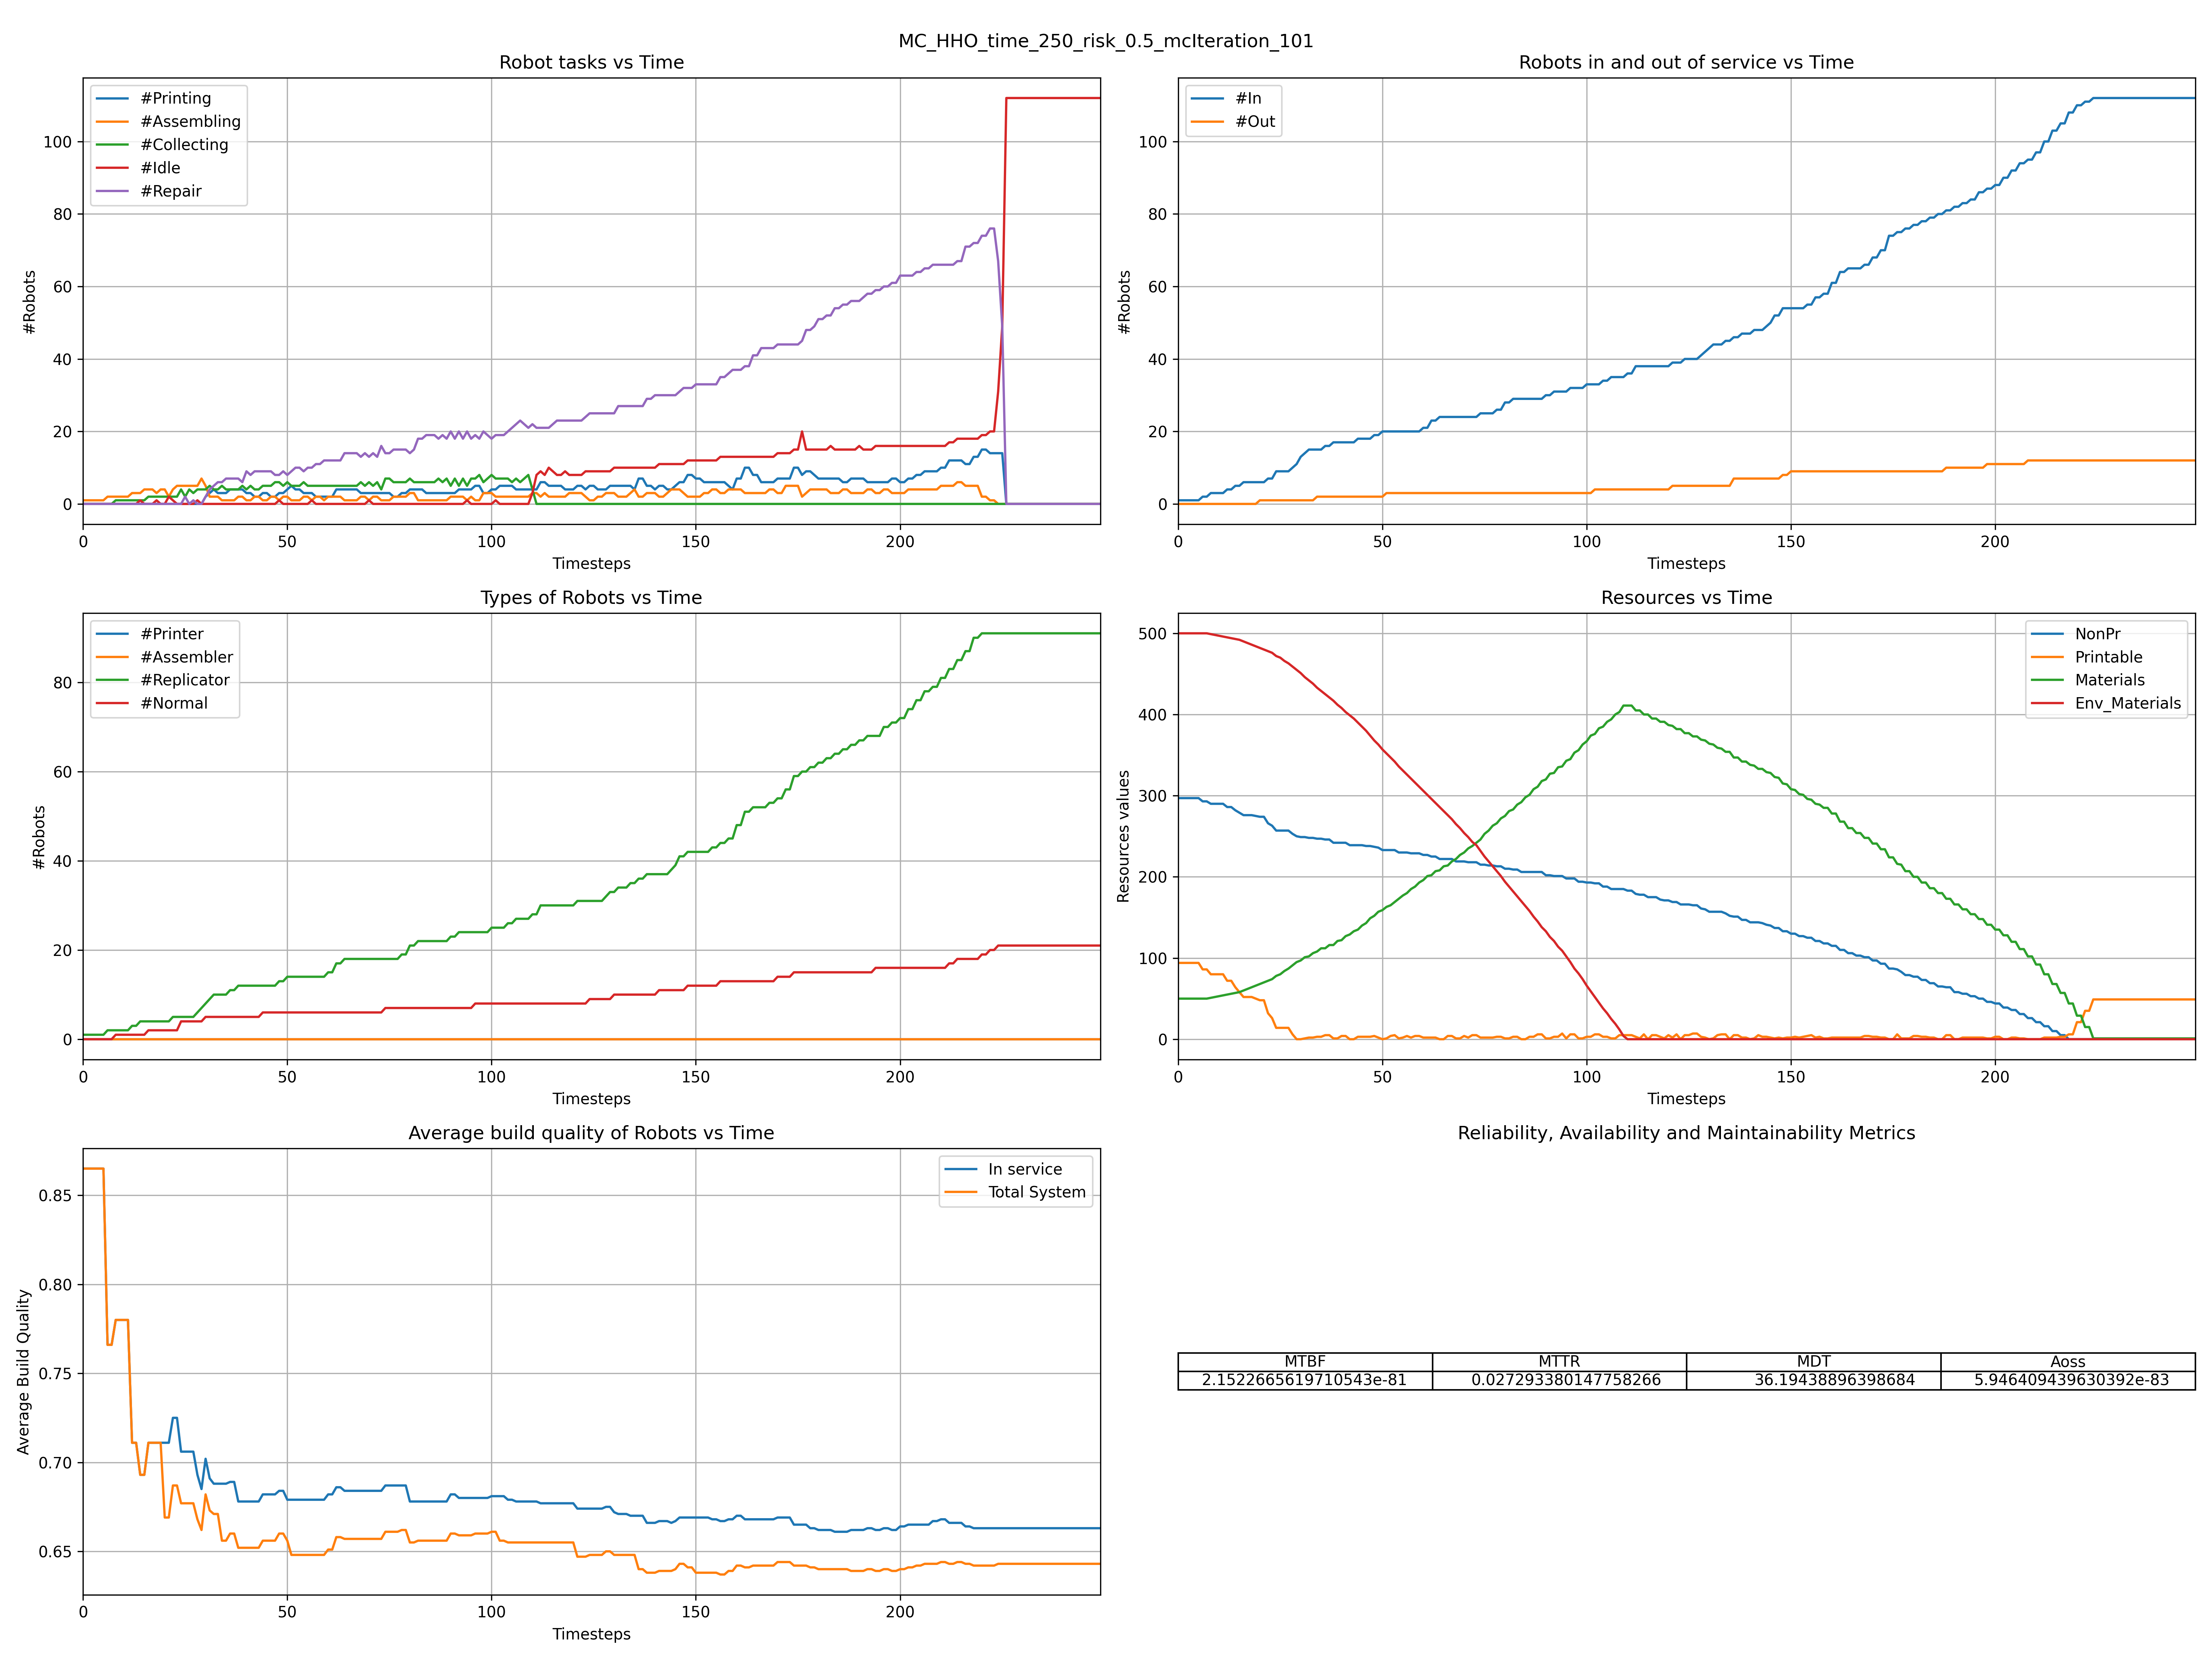 MC_HHO_time_250_risk_0.5_mcIteration_101
Robot tasks vs Time
#Printing
#Assembling
#Collecting
#Idle
#Repair
100
80
60
40
20
0
#Robots
0 50 100 150 200
Timesteps
Robots in and out of service vs Time
#In
#Out
100
80
60
40
20
0
#Robots
0 50 100 150 200
Timesteps
Types of Robots vs Time
#Printer
#Assembler
#Replicator
#Normal
80
60
40
20
0
#Robots
0 50 100 150 200
Timesteps
Resources vs Time
NonPr
Printable
Materials
Env_Materials
500
400
300
200
100
0
Resources values
0 50 100 150 200
Timesteps
Average build quality of Robots vs Time
In service
Total System
0.85
0.80
0.75
0.70
0.65
Average Build Quality
0 50 100 150 200
Timesteps
Reliability, Availability and Maintainability Metrics
MTBF MTTR MDT Aoss
2.1522665619710543e-81 0.027293380147758266 36.19438896398684 5.946409439630392e-83